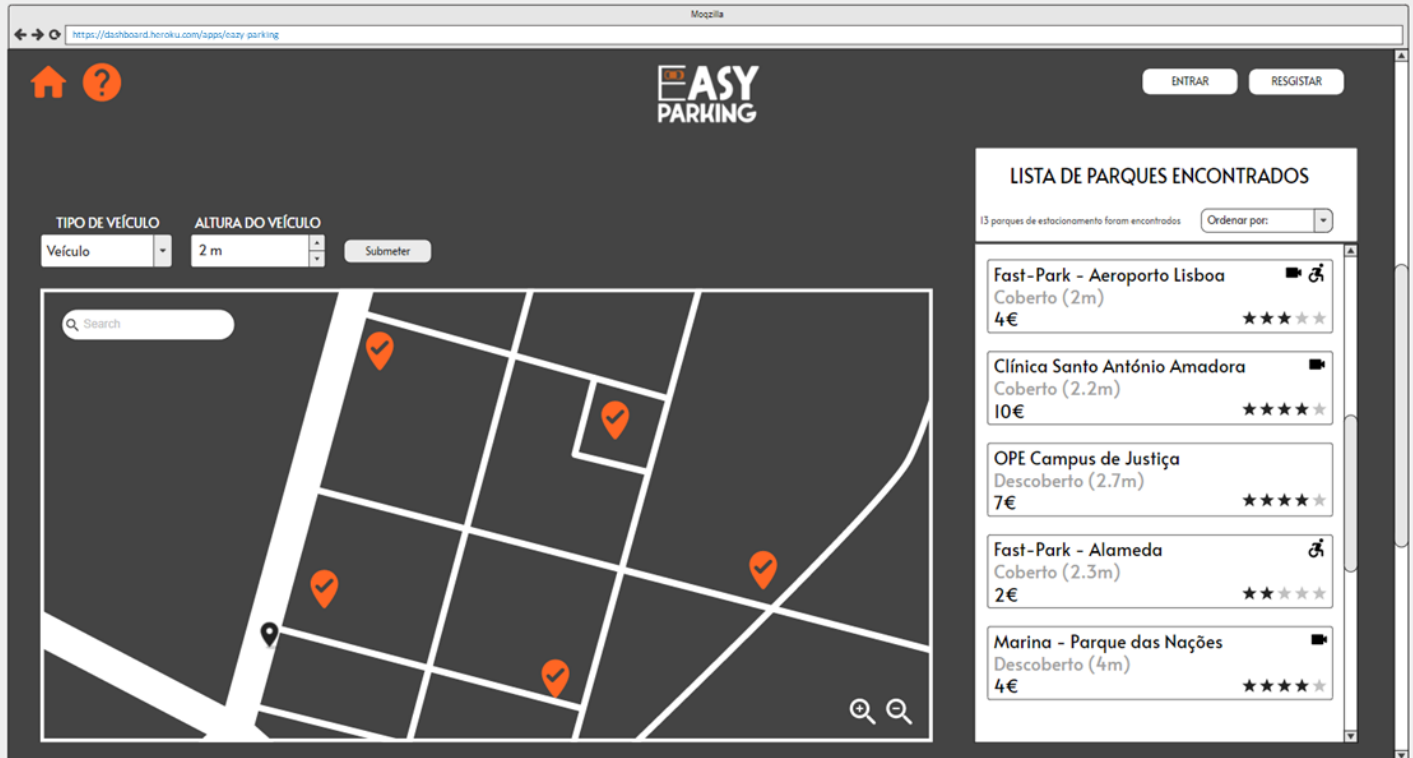 Moqzilla
https://dashboard.heroku.com/apps/eazy parking
EASY
PARKING
ENTRAR
RESGISTAR
TIPO DE VEÍCULO
ALTURA DO VEÍCULO
Veículo
2 m
Submeter
Search
LISTA DE PARQUES ENCONTRADOS
13 parques de estacionamento foram encontrados
Ordenar por:
Fast-Park - Aeroporto Lisboa
Coberto (2m)
4€
Clínica Santo António Amadora
Coberto (2.2m)
10€
OPE Campus de Justiça
Descoberto (2.7m)
7€
Fast-Park - Alameda
Coberto (2.3m)
2€
Marina - Parque das Nações
Descoberto (4m)
4€